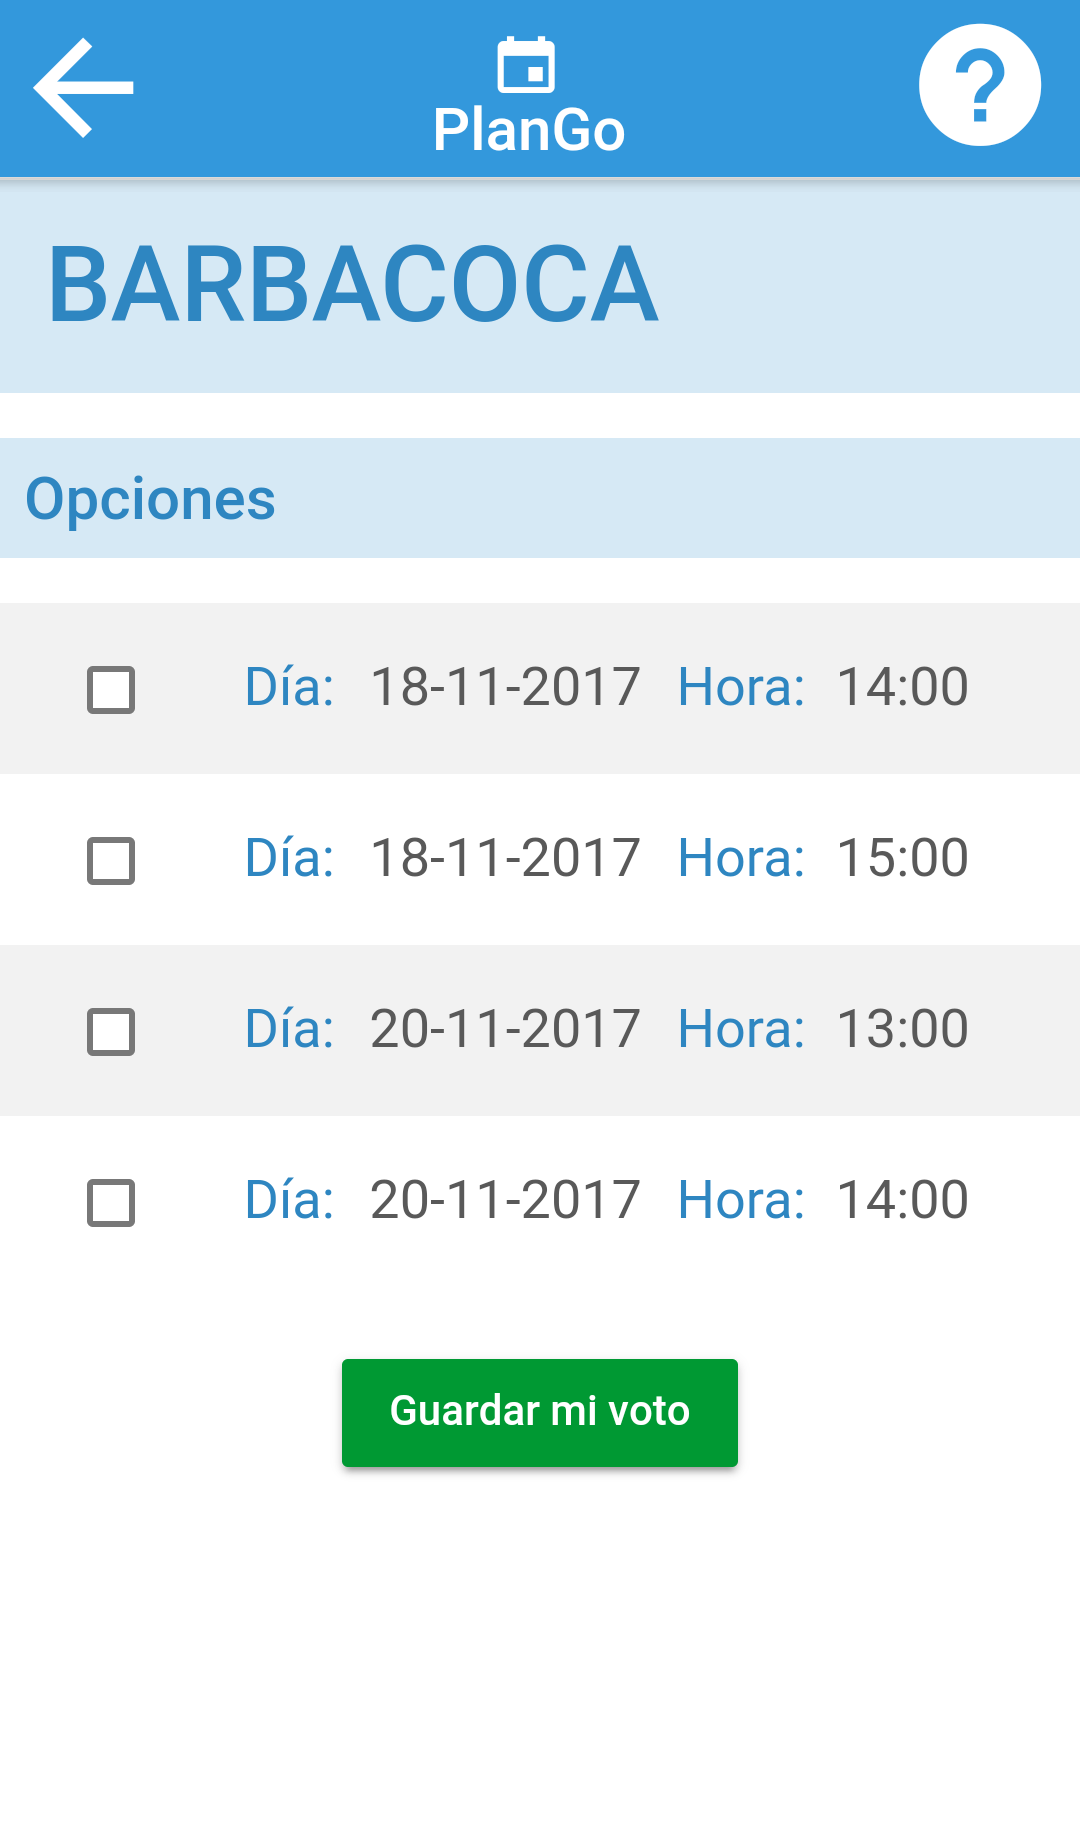 PlanGo
?
BARBACOCA
Opciones
Día: 18-11-2017 Hora: 14:00
Día: 18-11-2017 Hora: 15:00
Día: 20-11-2017 Hora: 13:00
Día: 20-11-2017 Hora: 14:00
Guardar mi voto